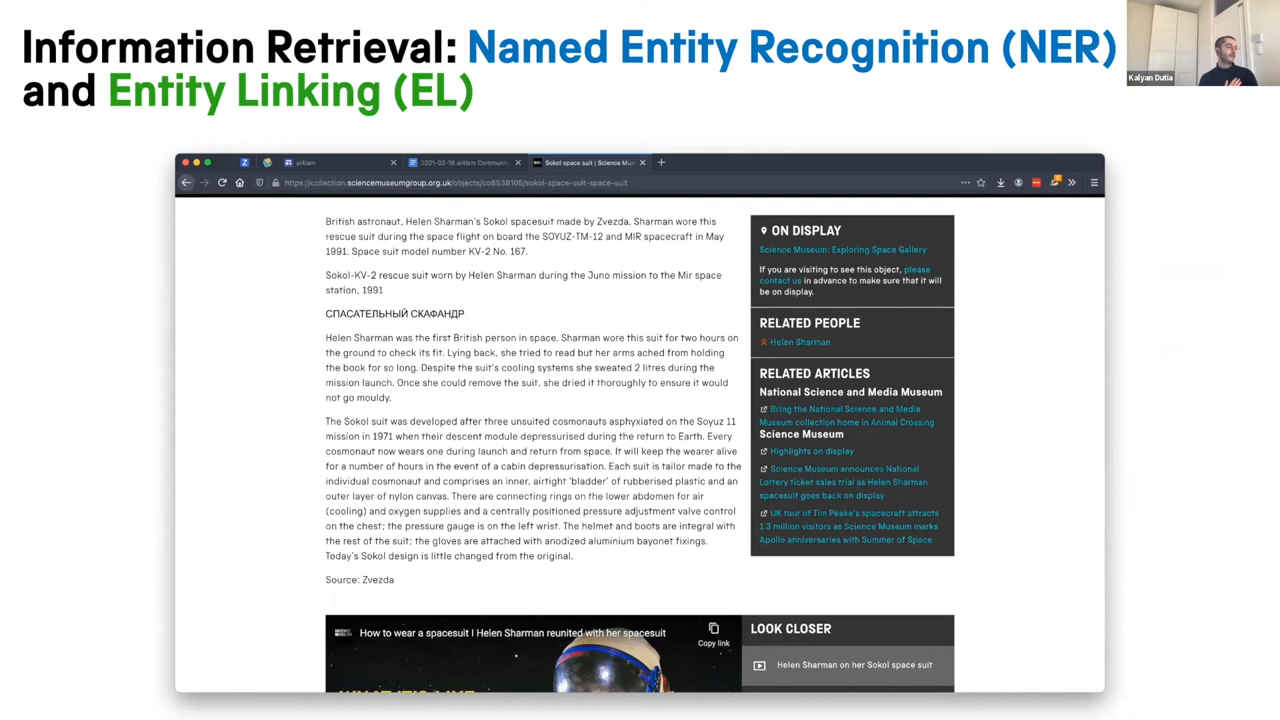 Information Retrieval: Named Entity Recognition (NER)
and Entity Linking (EL)
Kalyan Dutia
ai4lam
2021-02-16 ai4lam Community
Sokol space suit | Science Mus
https://collection.sciencemuseumgroup.org.uk/objects/co8538105/sokol-space-suit-space-suit
British astronaut, Helen Sharman's Sokol spacesuit made by Zvezda. Sharman wore this
rescue suit during the space flight on board the SOYUZ-TM-12 and MIR spacecraft in May
1991. Space suit model number KV-2 No. 167.
Sokol-KV-2 rescue suit worn by Helen Sharman during the Juno mission to the Mir space
station, 1991
СПАСАТЕЛЬНЫЙ СКАФАНДР
Helen Sharman was the first British person in space. Sharman wore this suit for two hours on
the ground to check its fit. Lying back, she tried to read but her arms ached from holding
the book for so long. Despite the suit's cooling systems she sweated 2 litres during the
mission launch. Once she could remove the suit, she dried it thoroughly to ensure it would
not go mouldy.
The Sokol suit was developed after three unsuited cosmonauts asphyxiated on the Soyuz 11
mission in 1971 when their descent module depressurised during the return to Earth. Every
cosmonaut now wears one during launch and return from space. It will keep the wearer alive
for a number of hours in the event of a cabin depressurisation. Each suit is tailor made to the
individual cosmonaut and comprises an inner, airtight 'bladder' of rubberised plastic and an
outer layer of nylon canvas. There are connecting rings on the lower abdomen for air
(cooling) and oxygen supplies and a centrally positioned pressure adjustment valve control
on the chest; the pressure gauge is on the left wrist. The helmet and boots are integral with
the rest of the suit; the gloves are attached with anodized aluminium bayonet fixings.
Today's Sokol design is little changed from the original.
Source: Zvezda
ON DISPLAY
Science Museum: Exploring Space Gallery
If you are visiting to see this object, please
contact us in advance to make sure that it will
be on display.
RELATED PEOPLE
Helen Sharman
RELATED ARTICLES
National Science and Media Museum
Bring the National Science and Media
Museum collection home in Animal Crossing
Science Museum
Highlights on display
Science Museum announces National
Lottery ticket sales trial as Helen Sharman
spacesuit goes back on display
UK tour of Tim Peake's spacecraft attracts
1.3 million visitors as Science Museum marks
Apollo anniversaries with Summer of Space
How to wear a spacesuit | Helen Sharman reunited with her spacesuit
Copy link
LOOK CLOSER
Helen Sharman on her Sokol space suit